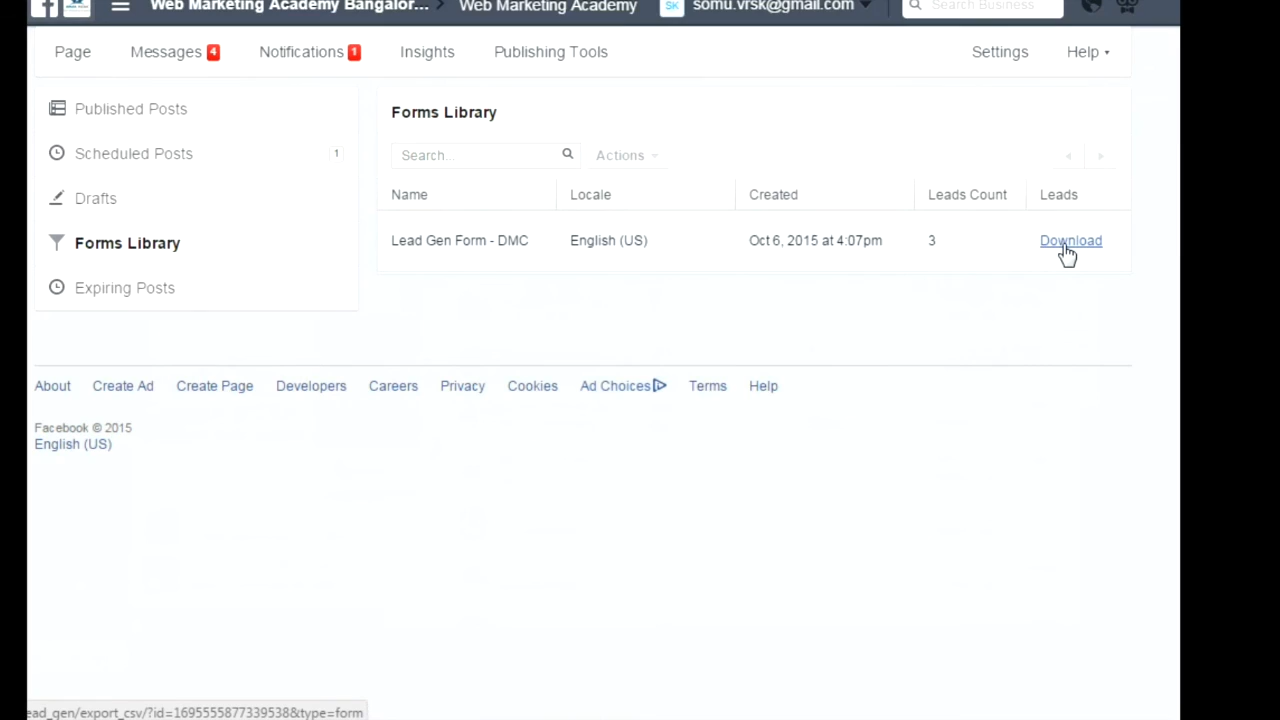 Web Marketing Academy Bangalor... Web Marketing Academy SK somu.vrsk@gmail.com Search Business
Page Messages 4 Notifications 1 Insights Publishing Tools Settings Help
Published Posts
Scheduled Posts 1
Drafts
Forms Library
Expiring Posts
Forms Library
Search... Actions
Name Locale Created Leads Count Leads
Lead Gen Form - DMC English (US) Oct 6, 2015 at 4:07pm 3 Download
About Create Ad Create Page Developers Careers Privacy Cookies Ad Choices Terms Help
Facebook © 2015
English (US)
ead_gen/export_csv/?id=1695555877339538&type=form